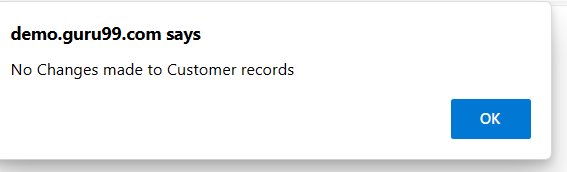 demo.guru99.com says
No Changes made to Customer records
OK